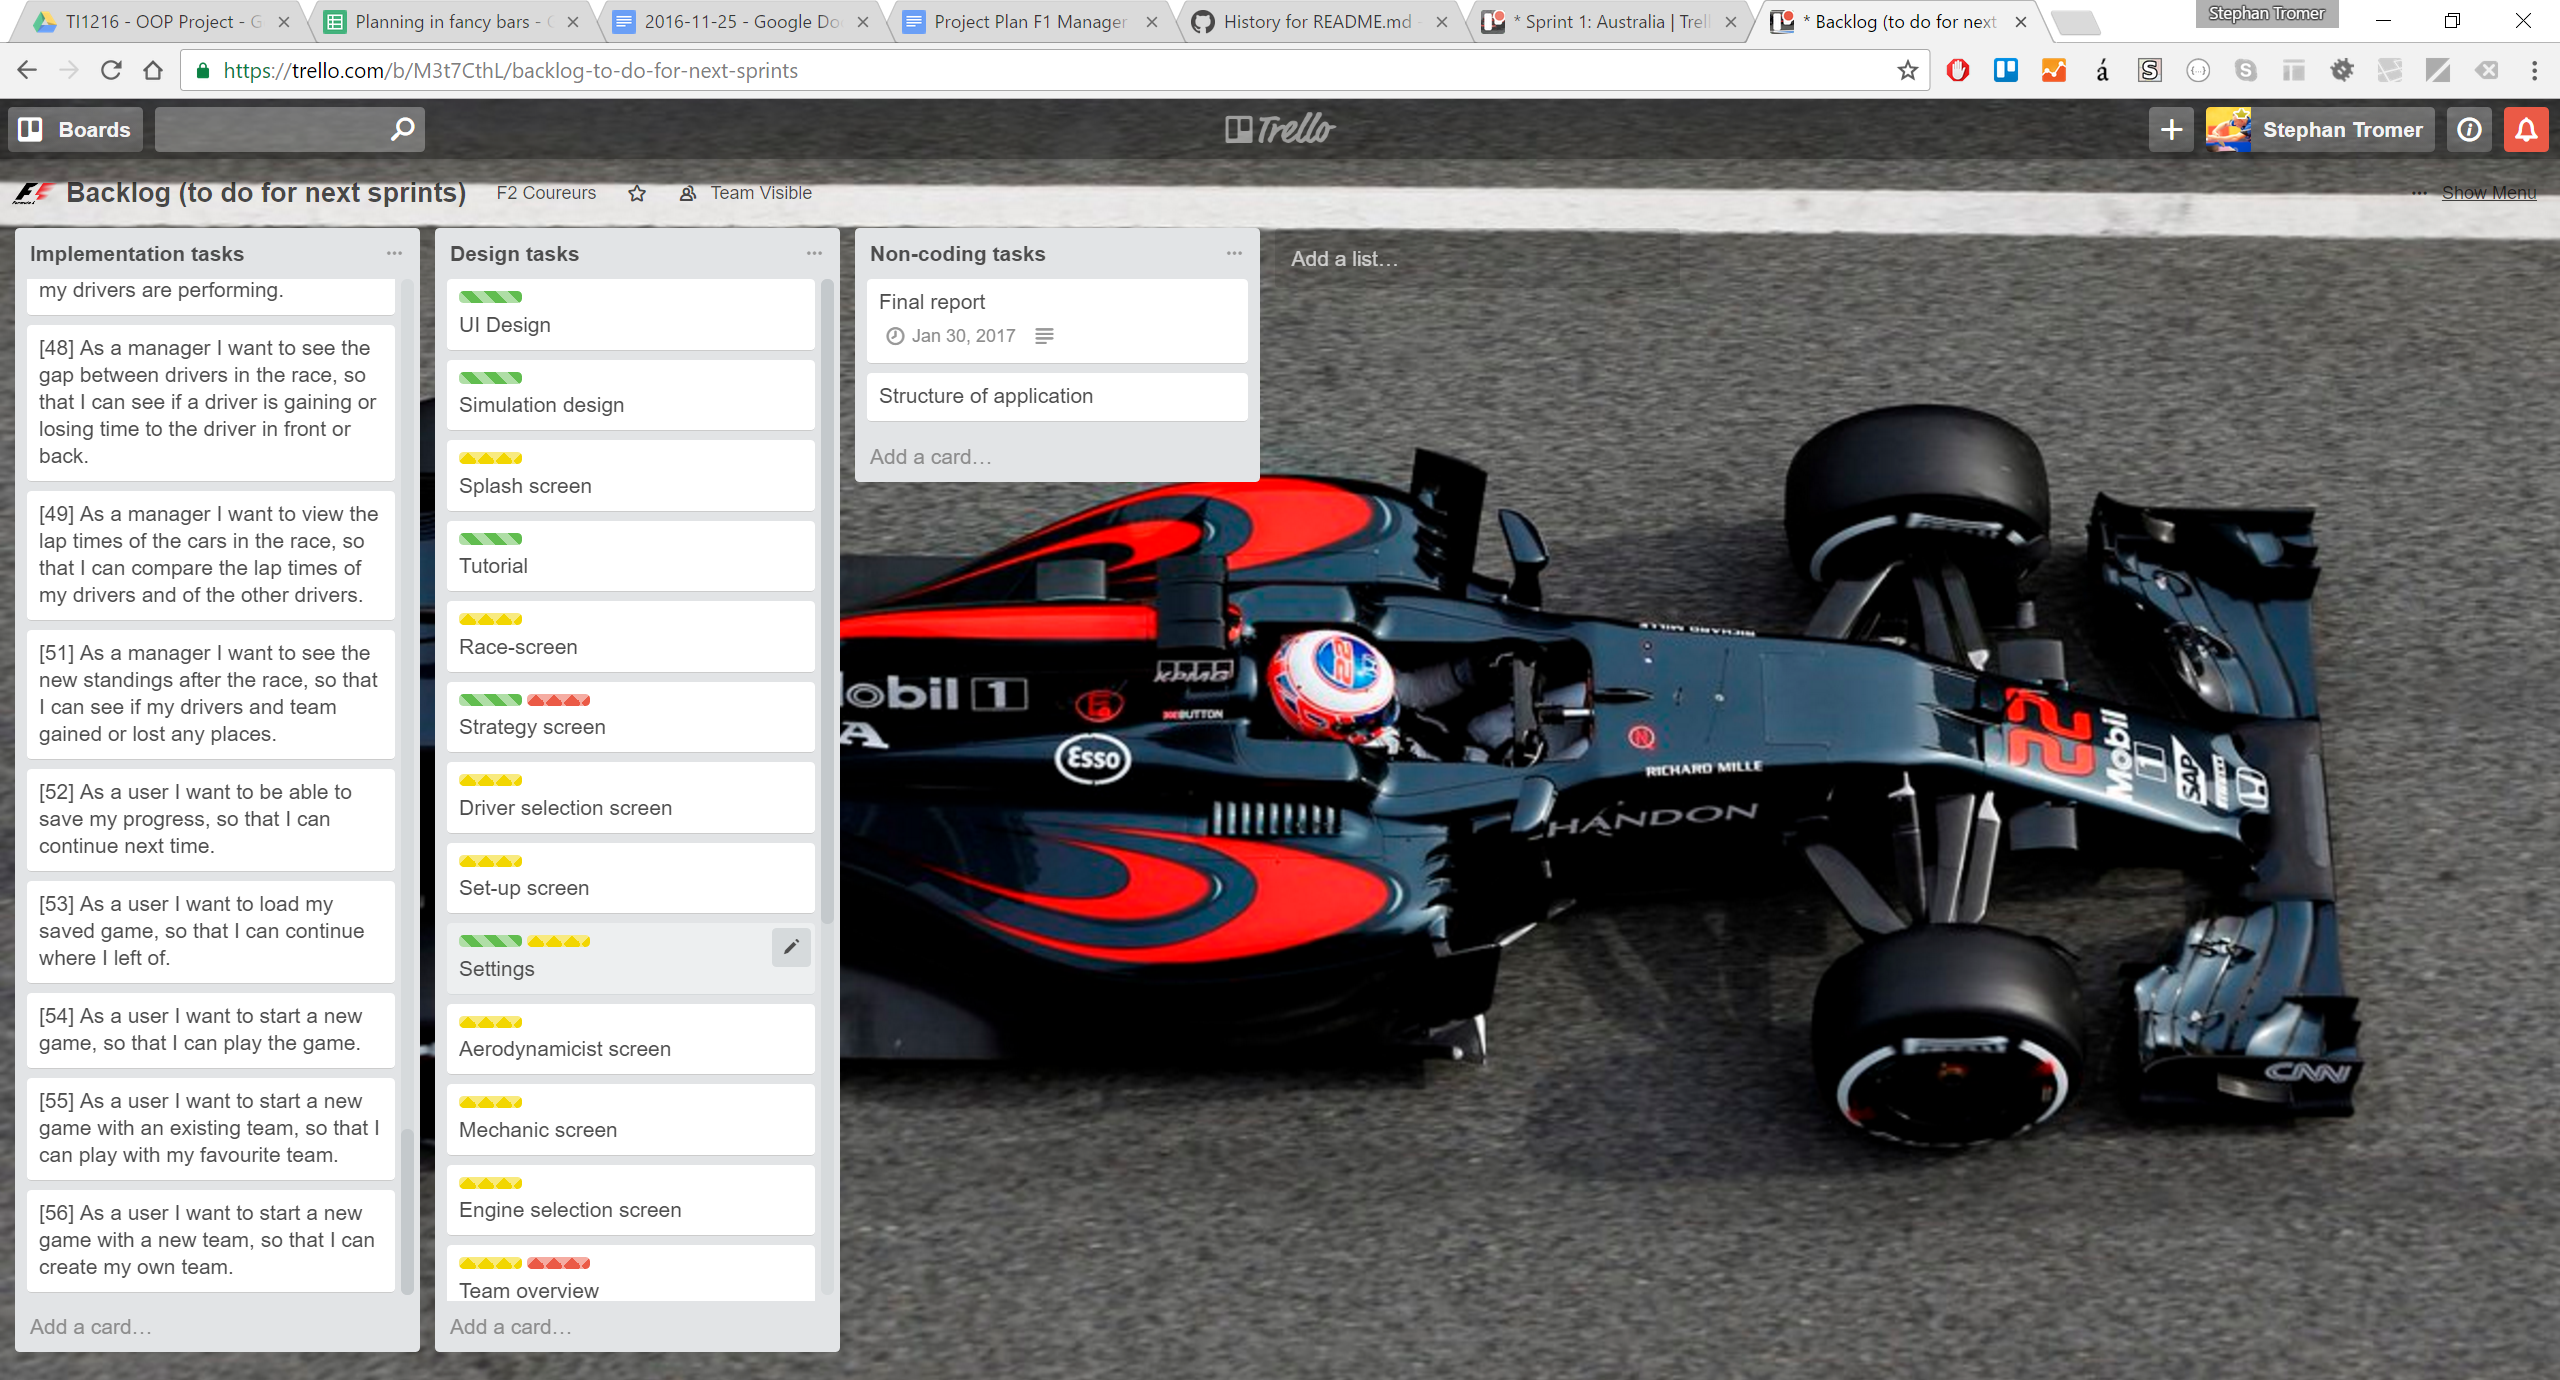 TI1216 - OOP Project - G
Planning in fancy bars - G
2016-11-25 - Google Do
Project Plan F1 Manager
History for README.md -
* Sprint 1: Australia | Trell
* Backlog (to do for next
Stephan Tromer
https://trello.com/b/M3t7CthL/backlog-to-do-for-next-sprints
Boards
Trello
Stephan Tromer
Backlog (to do for next sprints)
F2 Coureurs
Team Visible
Show Menu
Implementation tasks
my drivers are performing.
[48] As a manager I want to see the
gap between drivers in the race, so
that I can see if a driver is gaining or
losing time to the driver in front or
back.
[49] As a manager I want to view the
lap times of the cars in the race, so
that I can compare the lap times of
my drivers and of the other drivers.
[51] As a manager I want to see the
new standings after the race, so that
I can see if my drivers and team
gained or lost any places.
[52] As a user I want to be able to
save my progress, so that I can
continue next time.
[53] As a user I want to load my
saved game, so that I can continue
where I left of.
[54] As a user I want to start a new
game, so that I can play the game.
[55] As a user I want to start a new
game with an existing team, so that I
can play with my favourite team.
[56] As a user I want to start a new
game with a new team, so that I can
create my own team.
Add a card…
Design tasks
UI Design
Simulation design
Splash screen
Tutorial
Race-screen
Strategy screen
Driver selection screen
Set-up screen
Settings
Aerodynamicist screen
Mechanic screen
Engine selection screen
Team overview
Add a card…
Non-coding tasks
Final report
Jan 30, 2017
Structure of application
Add a card…
Add a list…
RICHARD MILLE
KPMG
obil 1
BUTTON
A
Esso
22
RICHARD MILLE
CHANDON
22
Mobil 1
SAP
CNN